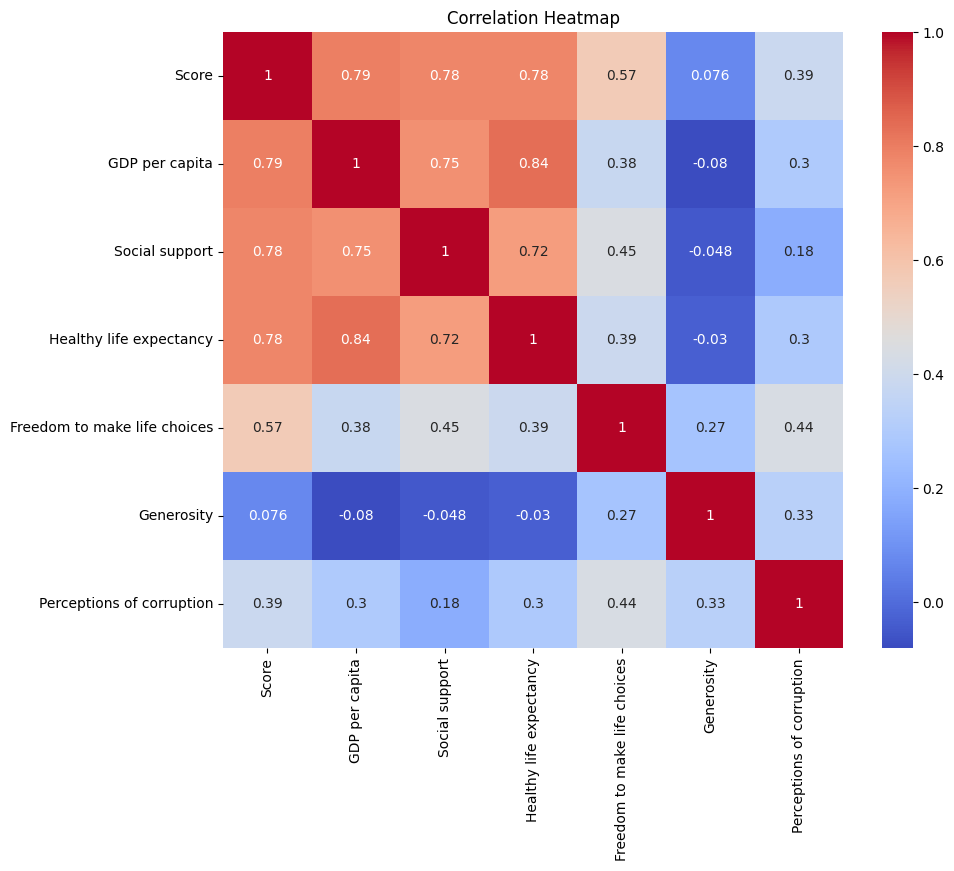 Correlation Heatmap
Score 1 0.79 0.78 0.78 0.57 0.076 0.39
GDP per capita 0.79 1 0.75 0.84 0.38 -0.08 0.3
Social support 0.78 0.75 1 0.72 0.45 -0.048 0.18
Healthy life expectancy 0.78 0.84 0.72 1 0.39 -0.03 0.3
Freedom to make life choices 0.57 0.38 0.45 0.39 1 0.27 0.44
Generosity 0.076 -0.08 -0.048 -0.03 0.27 1 0.33
Perceptions of corruption 0.39 0.3 0.18 0.3 0.44 0.33 1
Score
GDP per capita
Social support
Healthy life expectancy
Freedom to make life choices
Generosity
Perceptions of corruption
1.0
0.8
0.6
0.4
0.2
0.0